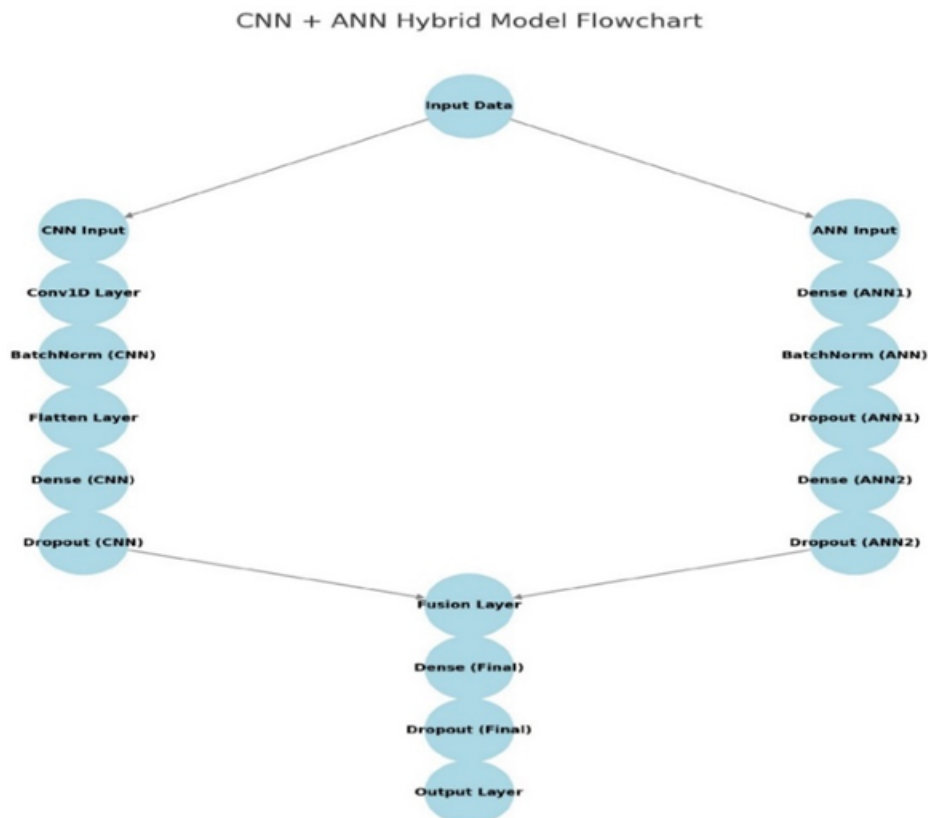 CNN + ANN Hybrid Model Flowchart
Input Data
CNN Input
Conv1D Layer
BatchNorm (CNN)
Flatten Layer
Dense (CNN)
Dropout (CNN)
ANN Input
Dense (ANN1)
BatchNorm (ANN)
Dropout (ANN1)
Dense (ANN2)
Dropout (ANN2)
Fusion Layer
Dense (Final)
Dropout (Final)
Output Layer